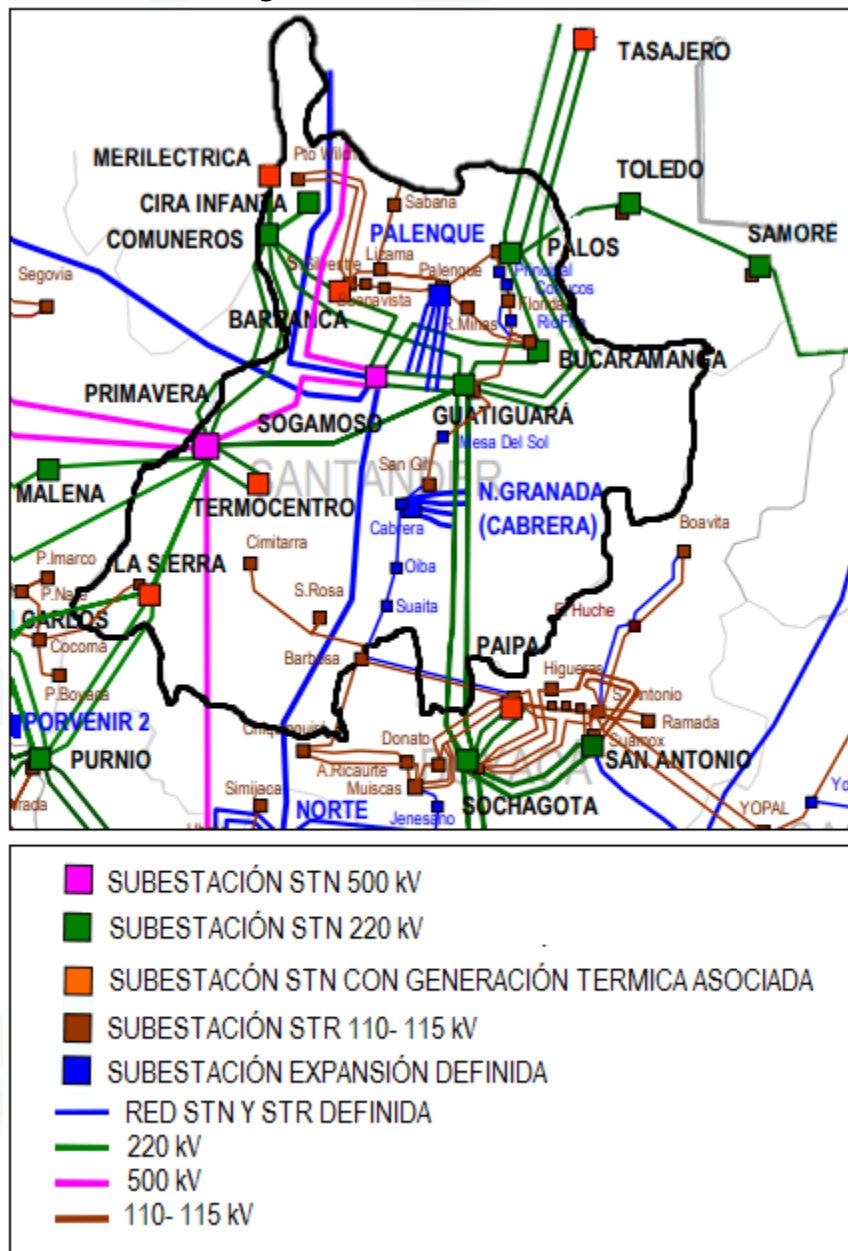 TASAJERO
MERILECTRICA
Pto Wilch
TOLEDO
CIRA INFANTA
Sabana
COMUNEROS
PALENQUE
PALOS
SAMORÉ
Segovia
S. Silvestre
Lizama
Palenque
Principal
Conucos
Buenavista
Florida
BARRANCA
R.Minas
RioFrio
BUCARAMANGA
PRIMAVERA
SOGAMOSO
GUATIGUARÁ
Mesa Del Sol
MALENA
SANTANDER
San Gil
TERMOCENTRO
N.GRANADA
(CABRERA)
Cabrera
Boavita
P.Imarco
LA SIERRA
Cimitarra
Oiba
P.Nare
CARLOS
S.Rosa
Suaita
El Huche
Cocorna
PAIPA
Barbosa
Higueras
P.Boyaca
S. Antonio
Ramada
PORVENIR 2
Chiquinquirá
Donato
Suamox
PURNIO
A.Ricaurte
SAN ANTONIO
Muiscas
SOCHAGOTA
Simijaca
NORTE
Jenesano
YOPAL
SUBESTACIÓN STN 500 kV
SUBESTACIÓN STN 220 kV
SUBESTACÓN STN CON GENERACIÓN TERMICA ASOCIADA
SUBESTACIÓN STR 110- 115 kV
SUBESTACIÓN EXPANSIÓN DEFINIDA
RED STN Y STR DEFINIDA
220 kV
500 kV
110- 115 kV